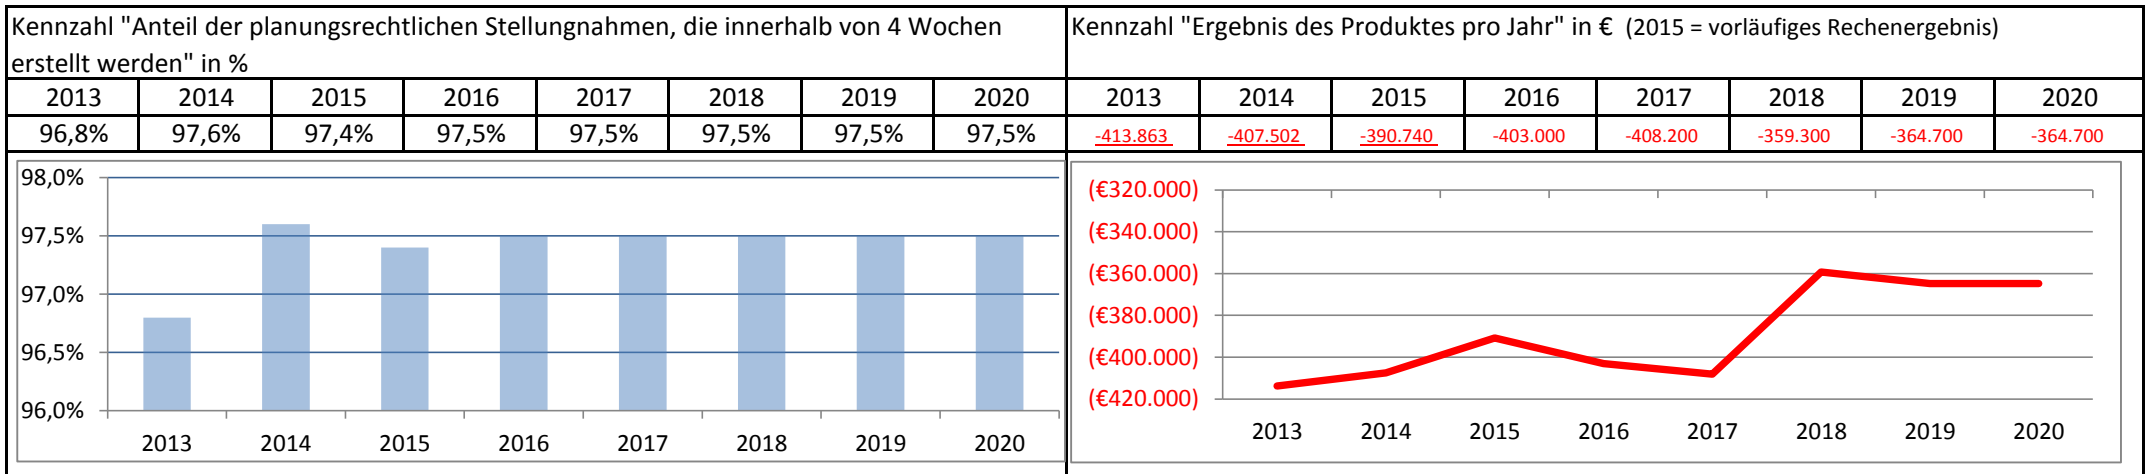 Kennzahl "Anteil der planungsrechtlichen Stellungnahmen, die innerhalb von 4 Wochen
erstellt werden" in %
2013 2014 2015 2016 2017 2018 2019 2020
96,8% 97,6% 97,4% 97,5% 97,5% 97,5% 97,5% 97,5%
98,0%
97,5%
97,0%
96,5%
96,0%
2013 2014 2015 2016 2017 2018 2019 2020
Kennzahl "Ergebnis des Produktes pro Jahr" in € (2015 = vorläufiges Rechenergebnis)
2013 2014 2015 2016 2017 2018 2019 2020
-413.863 -407.502 -390.740 -403.000 -408.200 -359.300 -364.700 -364.700
(€320.000)
(€340.000)
(€360.000)
(€380.000)
(€400.000)
(€420.000)
2013 2014 2015 2016 2017 2018 2019 2020